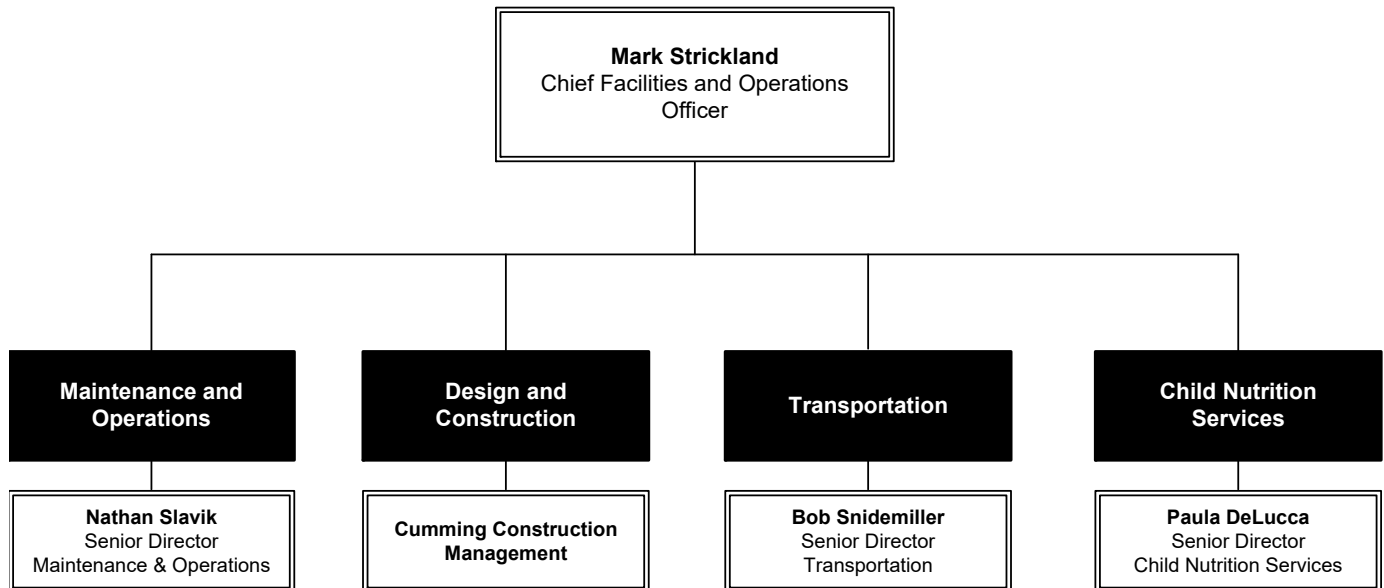 Mark Strickland
Chief Facilities and Operations
Officer
Maintenance and
Operations
Design and
Construction
Transportation
Child Nutrition
Services
Nathan Slavik
Senior Director
Maintenance & Operations
Cumming Construction
Management
Bob Snidemiller
Senior Director
Transportation
Paula DeLucca
Senior Director
Child Nutrition Services